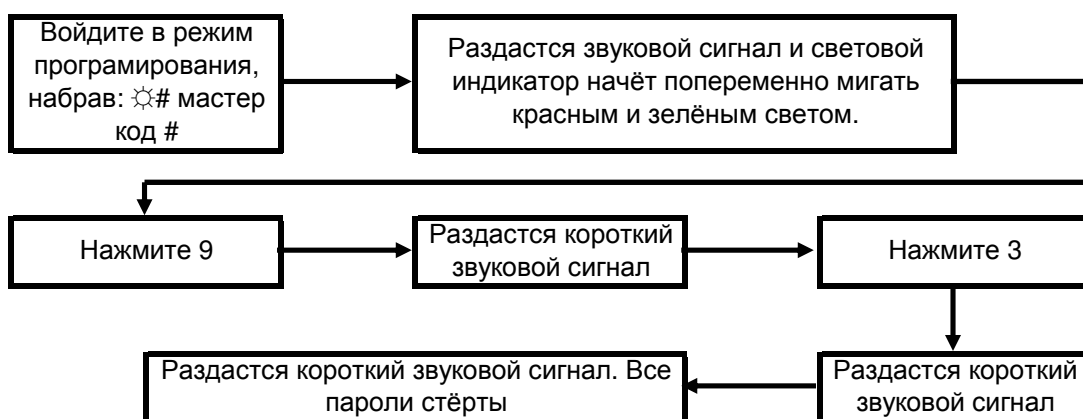 Войдите в режим
програмирования,
набрав: ☼# мастер
код #
Раздастся звуковой сигнал и световой
индикатор начёт попеременно мигать
красным и зелёным светом.
Нажмите 9
Раздастся короткий
звуковой сигнал
Нажмите 3
Раздастся короткий
звуковой сигнал
Раздастся короткий звуковой сигнал. Все
пароли стёрты